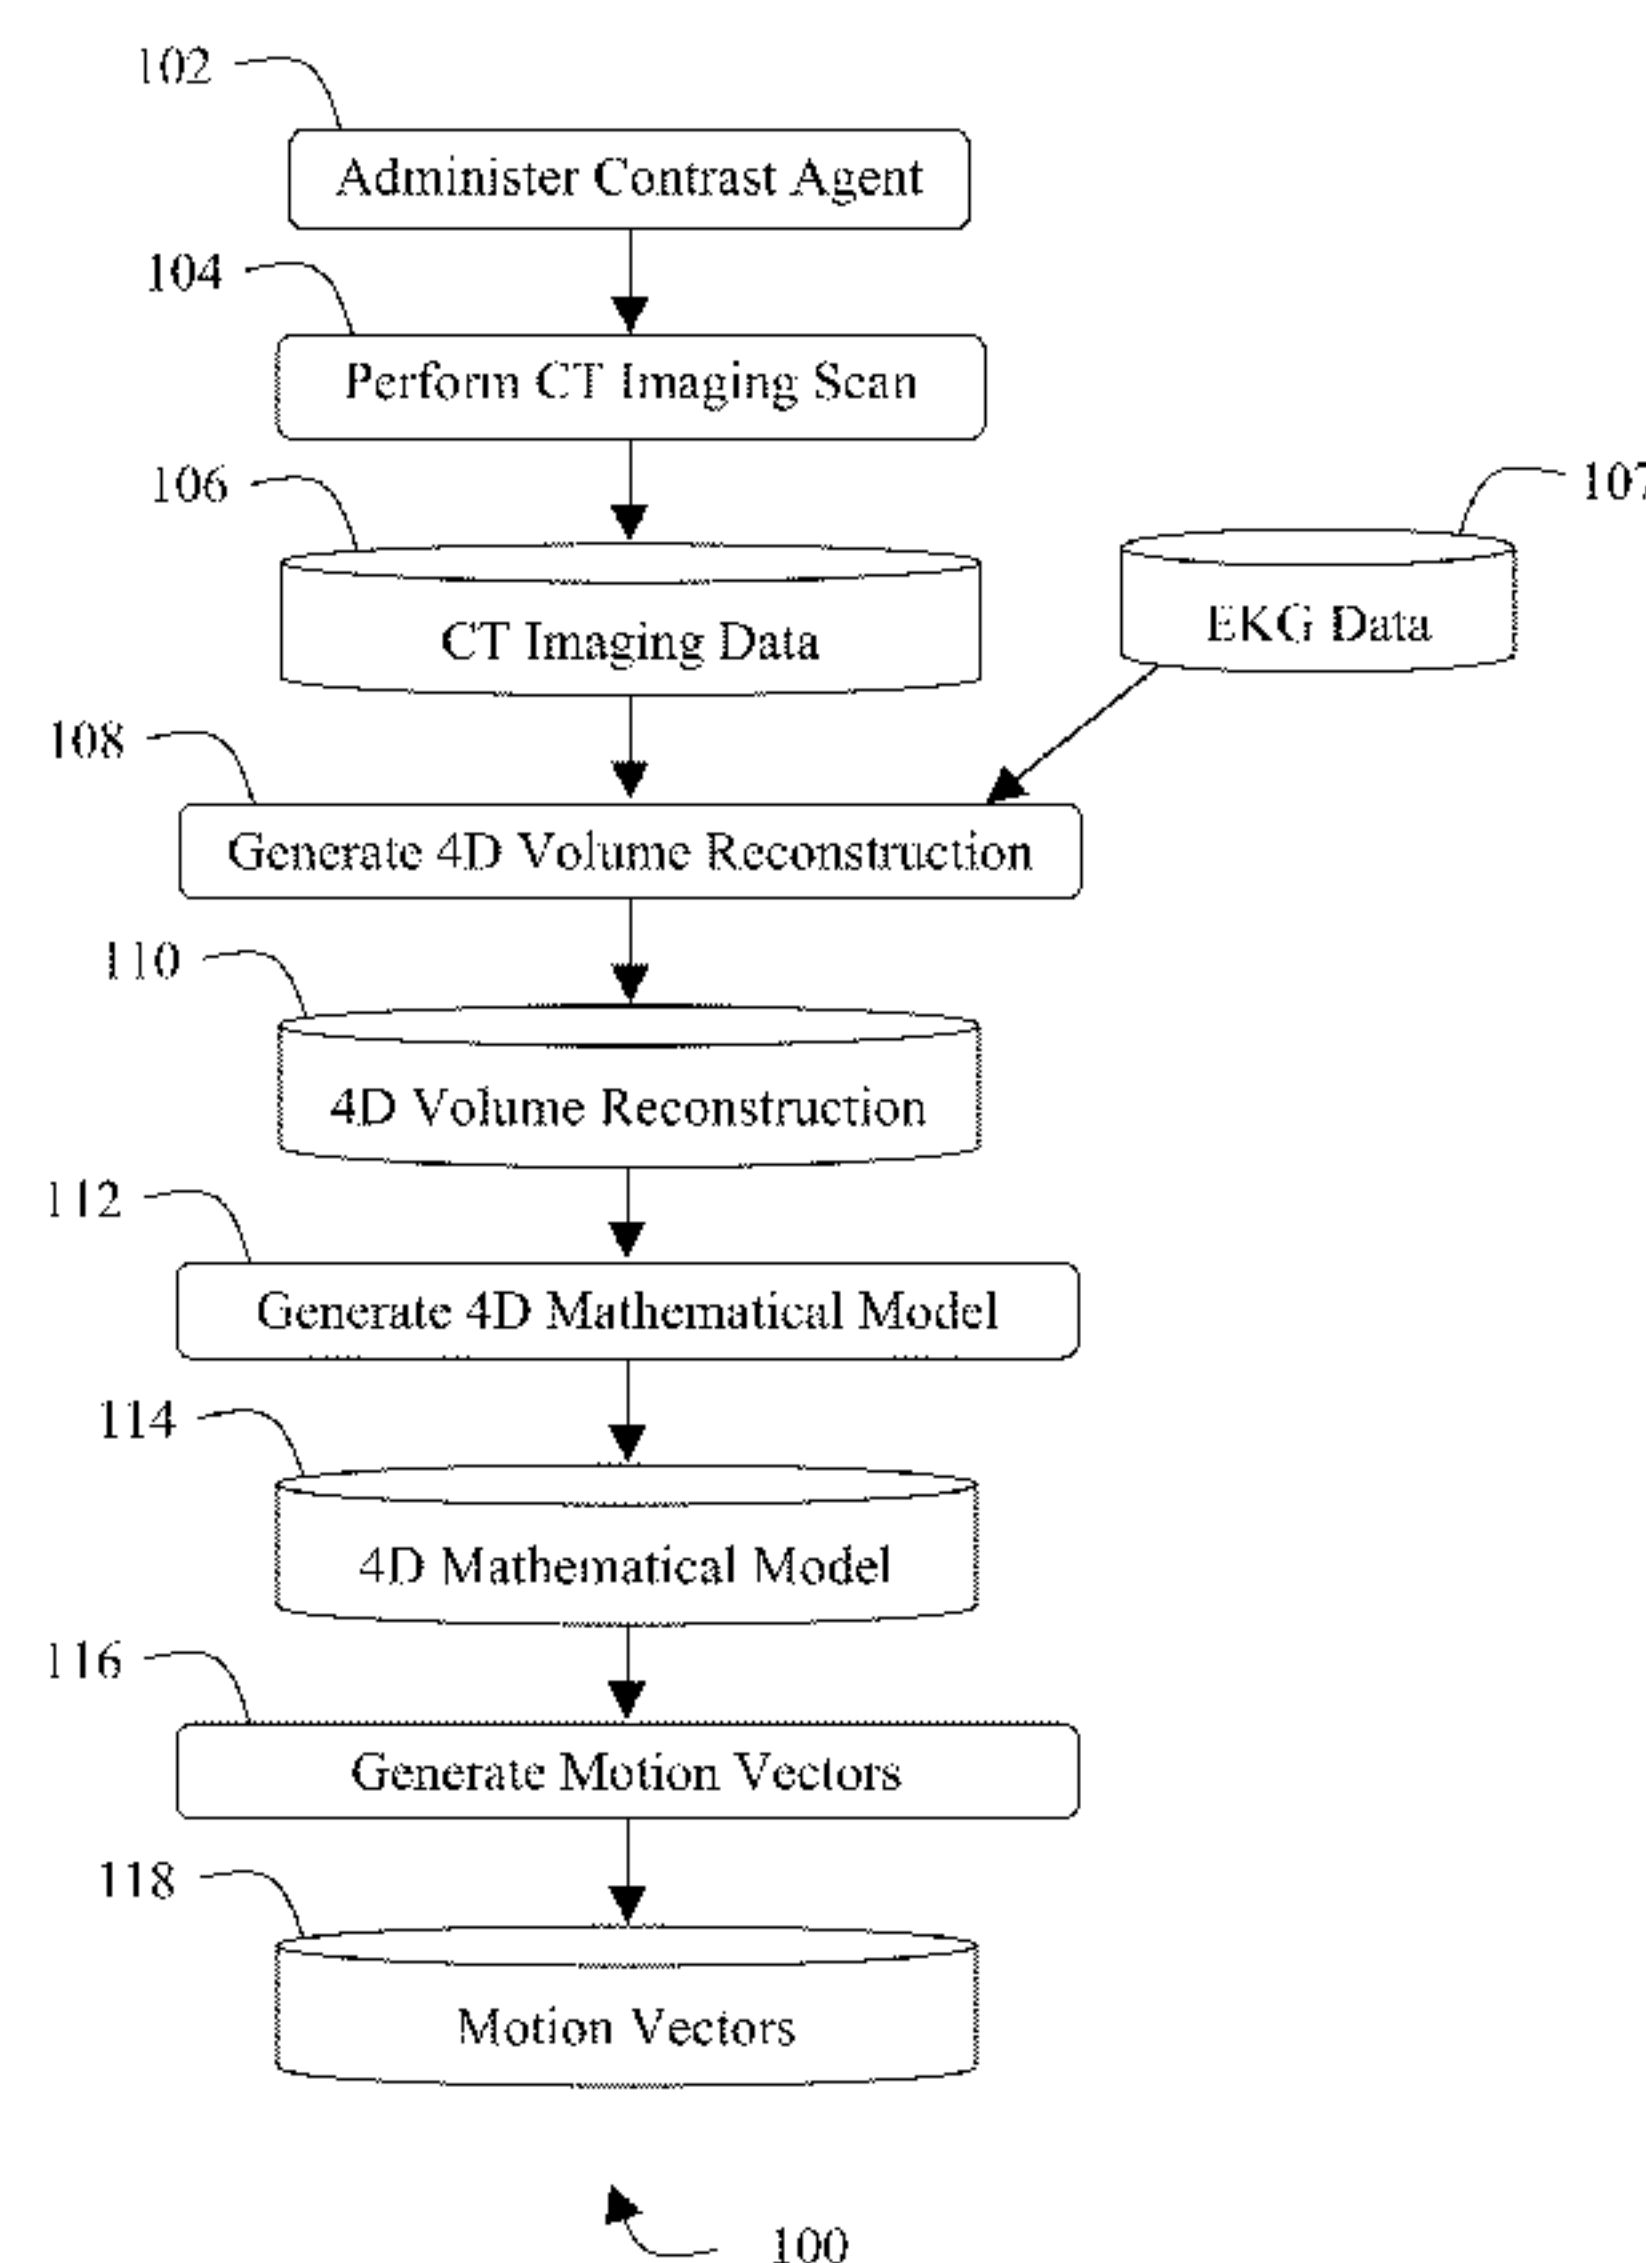 102
Administer Contrast Agent
104
Perform CT Imaging Scan
106
107
CT Imaging Data
EKG Data
108
Generate 4D Volume Reconstruction
110
4D Volume Reconstruction
112
Generate 4D Mathematical Model
114
4D Mathematical Model
116
Generate Motion Vectors
118
Motion Vectors
100